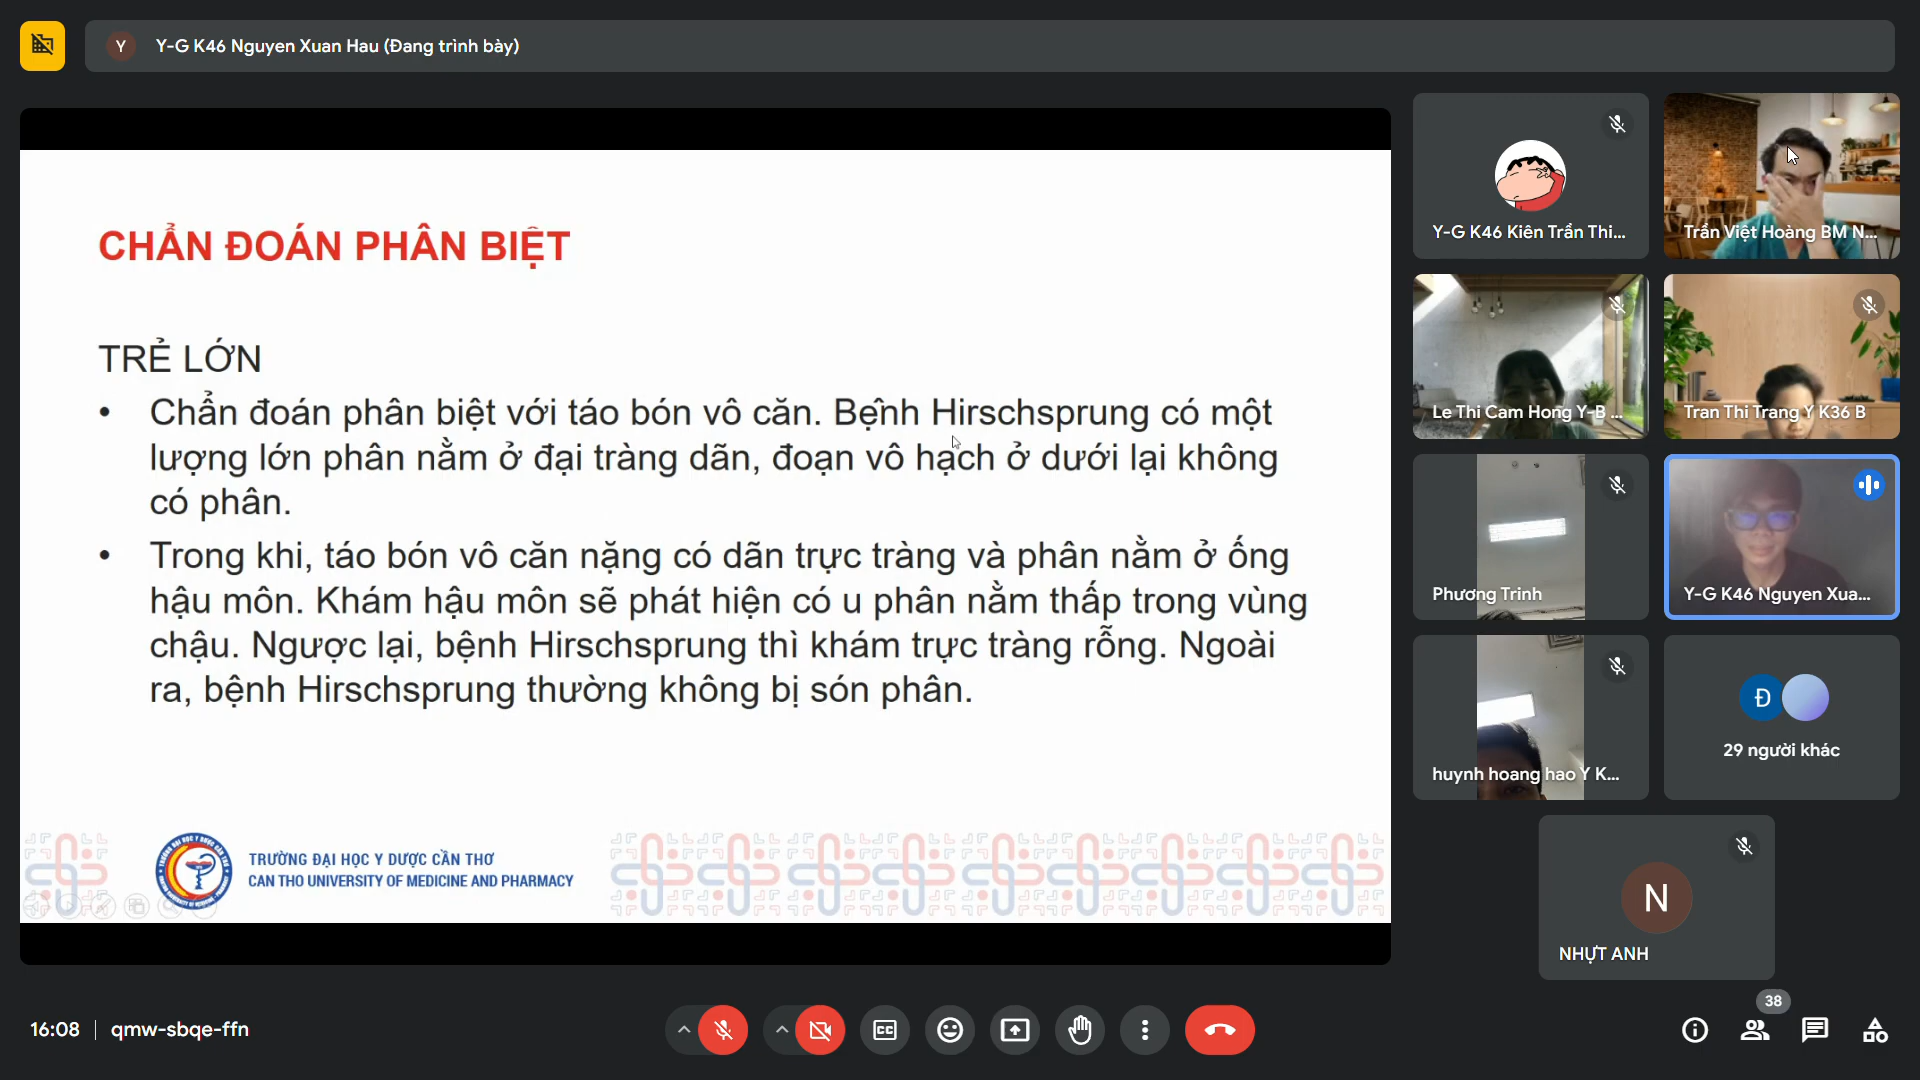 Y
Y-G K46 Nguyen Xuan Hau (Đang trình bày)
CHẨN ĐOÁN PHÂN BIỆT
TRẺ LỚN
• Chẩn đoán phân biệt với táo bón vô căn. Bệnh Hirschsprung có một
lượng lớn phân nằm ở đại tràng dãn, đoạn vô hạch ở dưới lại không
có phân.
• Trong khi, táo bón vô căn nặng có dãn trực tràng và phân nằm ở ống
hậu môn. Khám hậu môn sẽ phát hiện có u phân nằm thấp trong vùng
chậu. Ngược lại, bệnh Hirschsprung thì khám trực tràng rỗng. Ngoài
ra, bệnh Hirschsprung thường không bị són phân.
TRƯỜNG ĐẠI HỌC Y DƯỢC CẦN THƠ
CAN THO UNIVERSITY OF MEDICINE AND PHARMACY
Y-G K46 Kiên Trần Thi...
Trần Việt Hoàng BM N...
Le Thi Cam Hong Y-B ...
Tran Thi Trang Y K36 B
Phương Trinh
Y-G K46 Nguyen Xua...
huynh hoang hao Y K...
Đ
29 người khác
N
NHỰT ANH
16:08
qmw-sbqe-ffn
CC
38